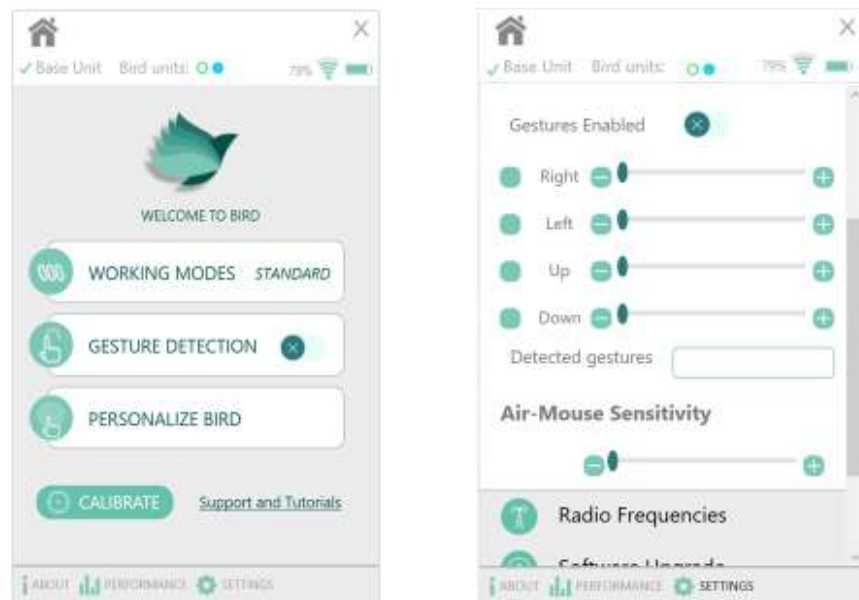 Base Unit Bird units: 79%
WELCOME TO BIRD
WORKING MODES STANDARD
GESTURE DETECTION
PERSONALIZE BIRD
CALIBRATE Support and Tutorials
ABOUT PERFORMANCE SETTINGS
Base Unit Bird units: 79%
Gestures Enabled
Right
Left
Up
Down
Detected gestures
Air-Mouse Sensitivity
Radio Frequencies
Software Upgrade
ABOUT PERFORMANCE SETTINGS